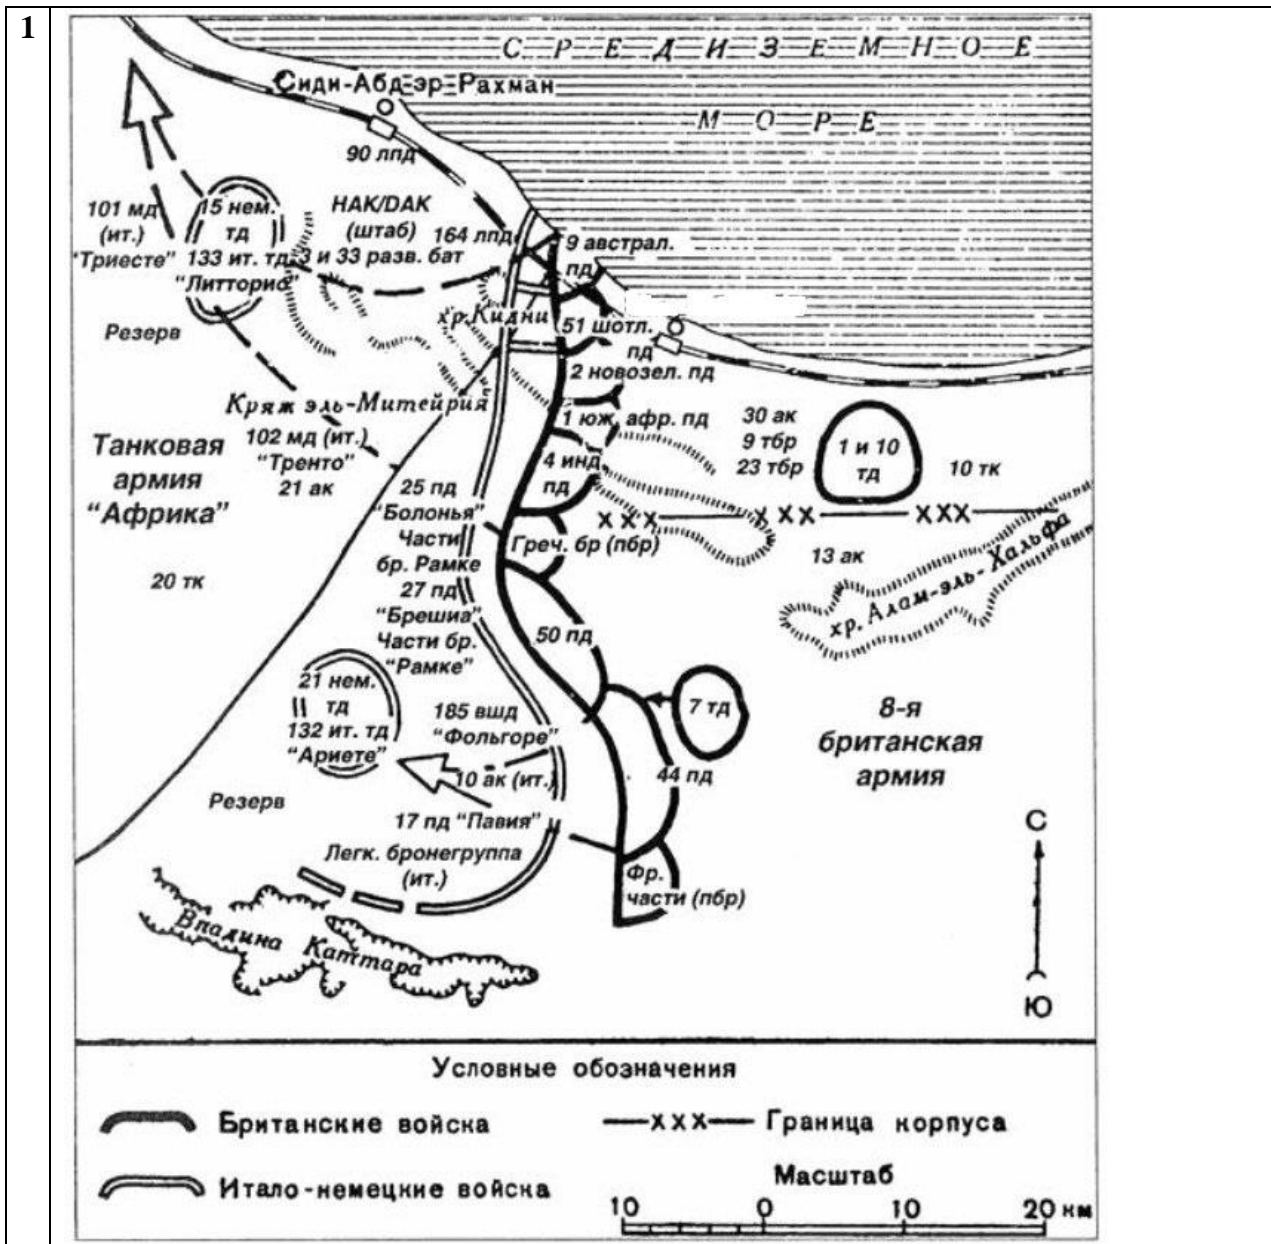 1
СРЕДИЗЕМНОЕ
МОРЕ
Сиди-Абд-эр-Рахман
90 лпд
101 мд
(ит.)
"Триесте"
15 нем.
тд
133 ит. тд
"Литторио"
НАК/DAK
(штаб)
3 и 33 разв. бат
164 лпд
9 австрал.
пд
Резерв
хр. Кидни
51 шотл.
пд
2 новозел. пд
Кряж эль-Митейрия
1 юж. афр. пд
102 мд (ит.)
"Тренто"
21 ак
Танковая
армия
"Африка"
20 тк
4 инд.
пд
30 ак
9 тбр
23 тбр
1 и 10
тд
10 тк
25 пд
"Болонья"
Части
бр. Рамке
27 пд
"Брешиа"
Части бр.
"Рамке"
Греч. бр (пбр)
ххх ххх ххх
13 ак
хр. Алам-эль-Хальфа
50 пд
21 нем.
тд
132 ит. тд
"Ариете"
185 вшд
"Фольгоре"
10 ак (ит.)
7 тд
8-я
британская
армия
44 пд
Резерв
17 пд "Павия"
Легк. бронегруппа
(ит.)
Фр.
части (пбр)
Впадина Каттара
С
Ю
Условные обозначения
Британские войска
ххх Граница корпуса
Итало-немецкие войска
Масштаб
10 0 10 20 км